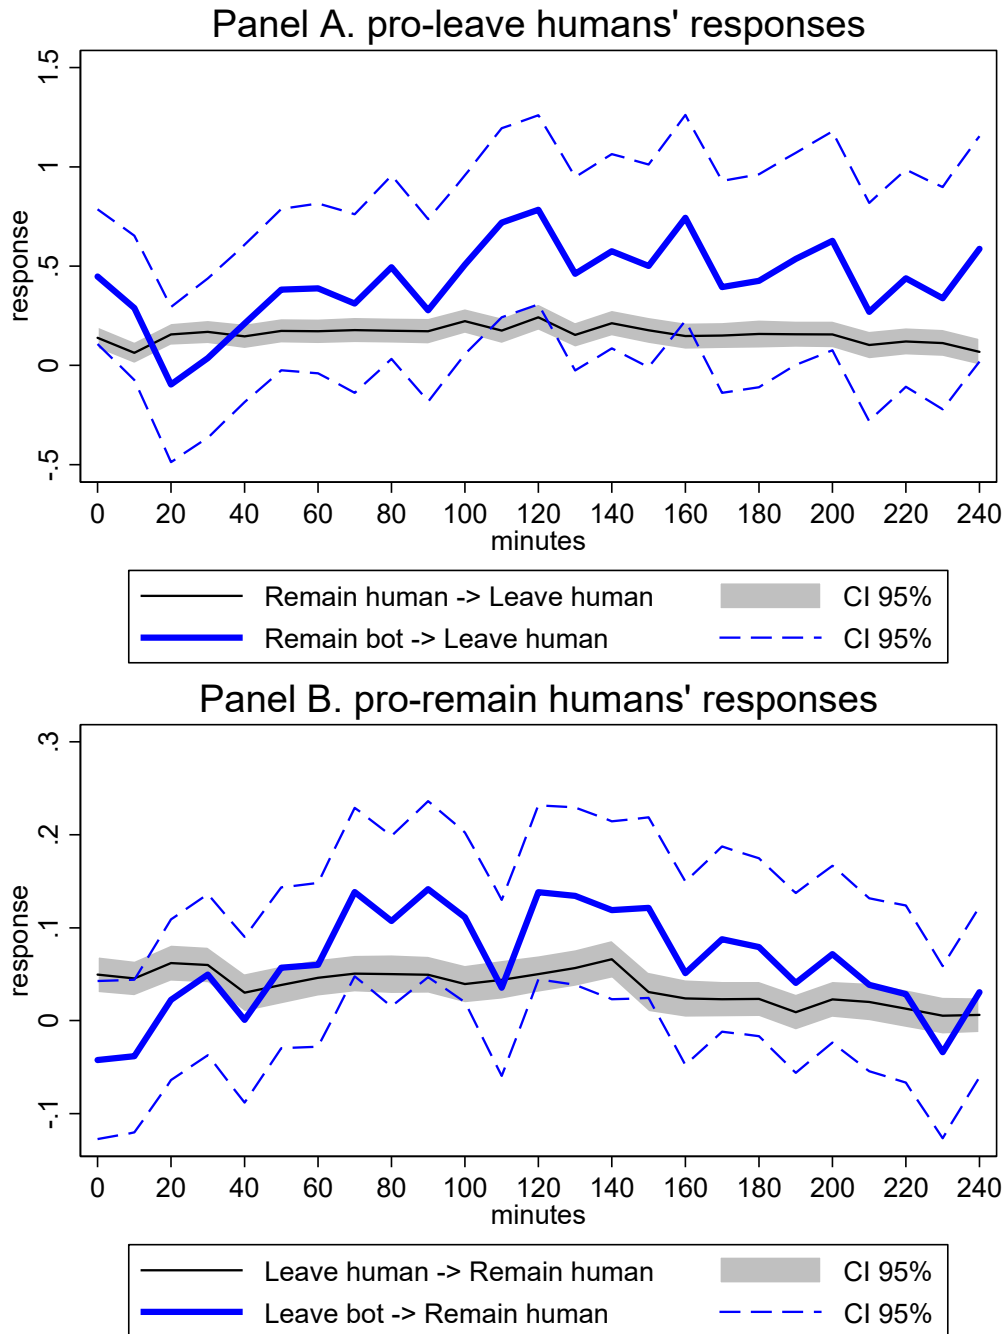 Panel A. pro-leave humans' responses
1.5
1
.5
0
-.5
response
0 20 40 60 80 100 120 140 160 180 200 220 240
minutes
Remain human -> Leave human CI 95%
Remain bot -> Leave human CI 95%
Panel B. pro-remain humans' responses
.3
.2
.1
0
-.1
response
0 20 40 60 80 100 120 140 160 180 200 220 240
minutes
Leave human -> Remain human CI 95%
Leave bot -> Remain human CI 95%